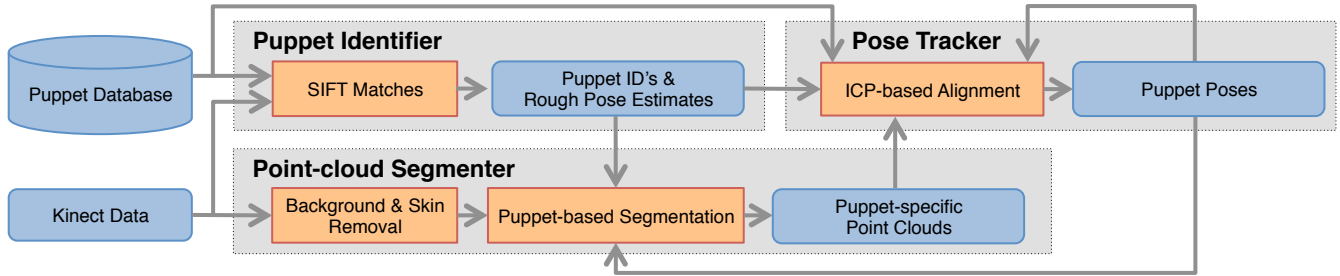 Puppet Database
Kinect Data
Puppet Identifier
SIFT Matches
Puppet ID's &
Rough Pose Estimates
Pose Tracker
ICP-based Alignment
Puppet Poses
Point-cloud Segmenter
Background & Skin
Removal
Puppet-based Segmentation
Puppet-specific
Point Clouds